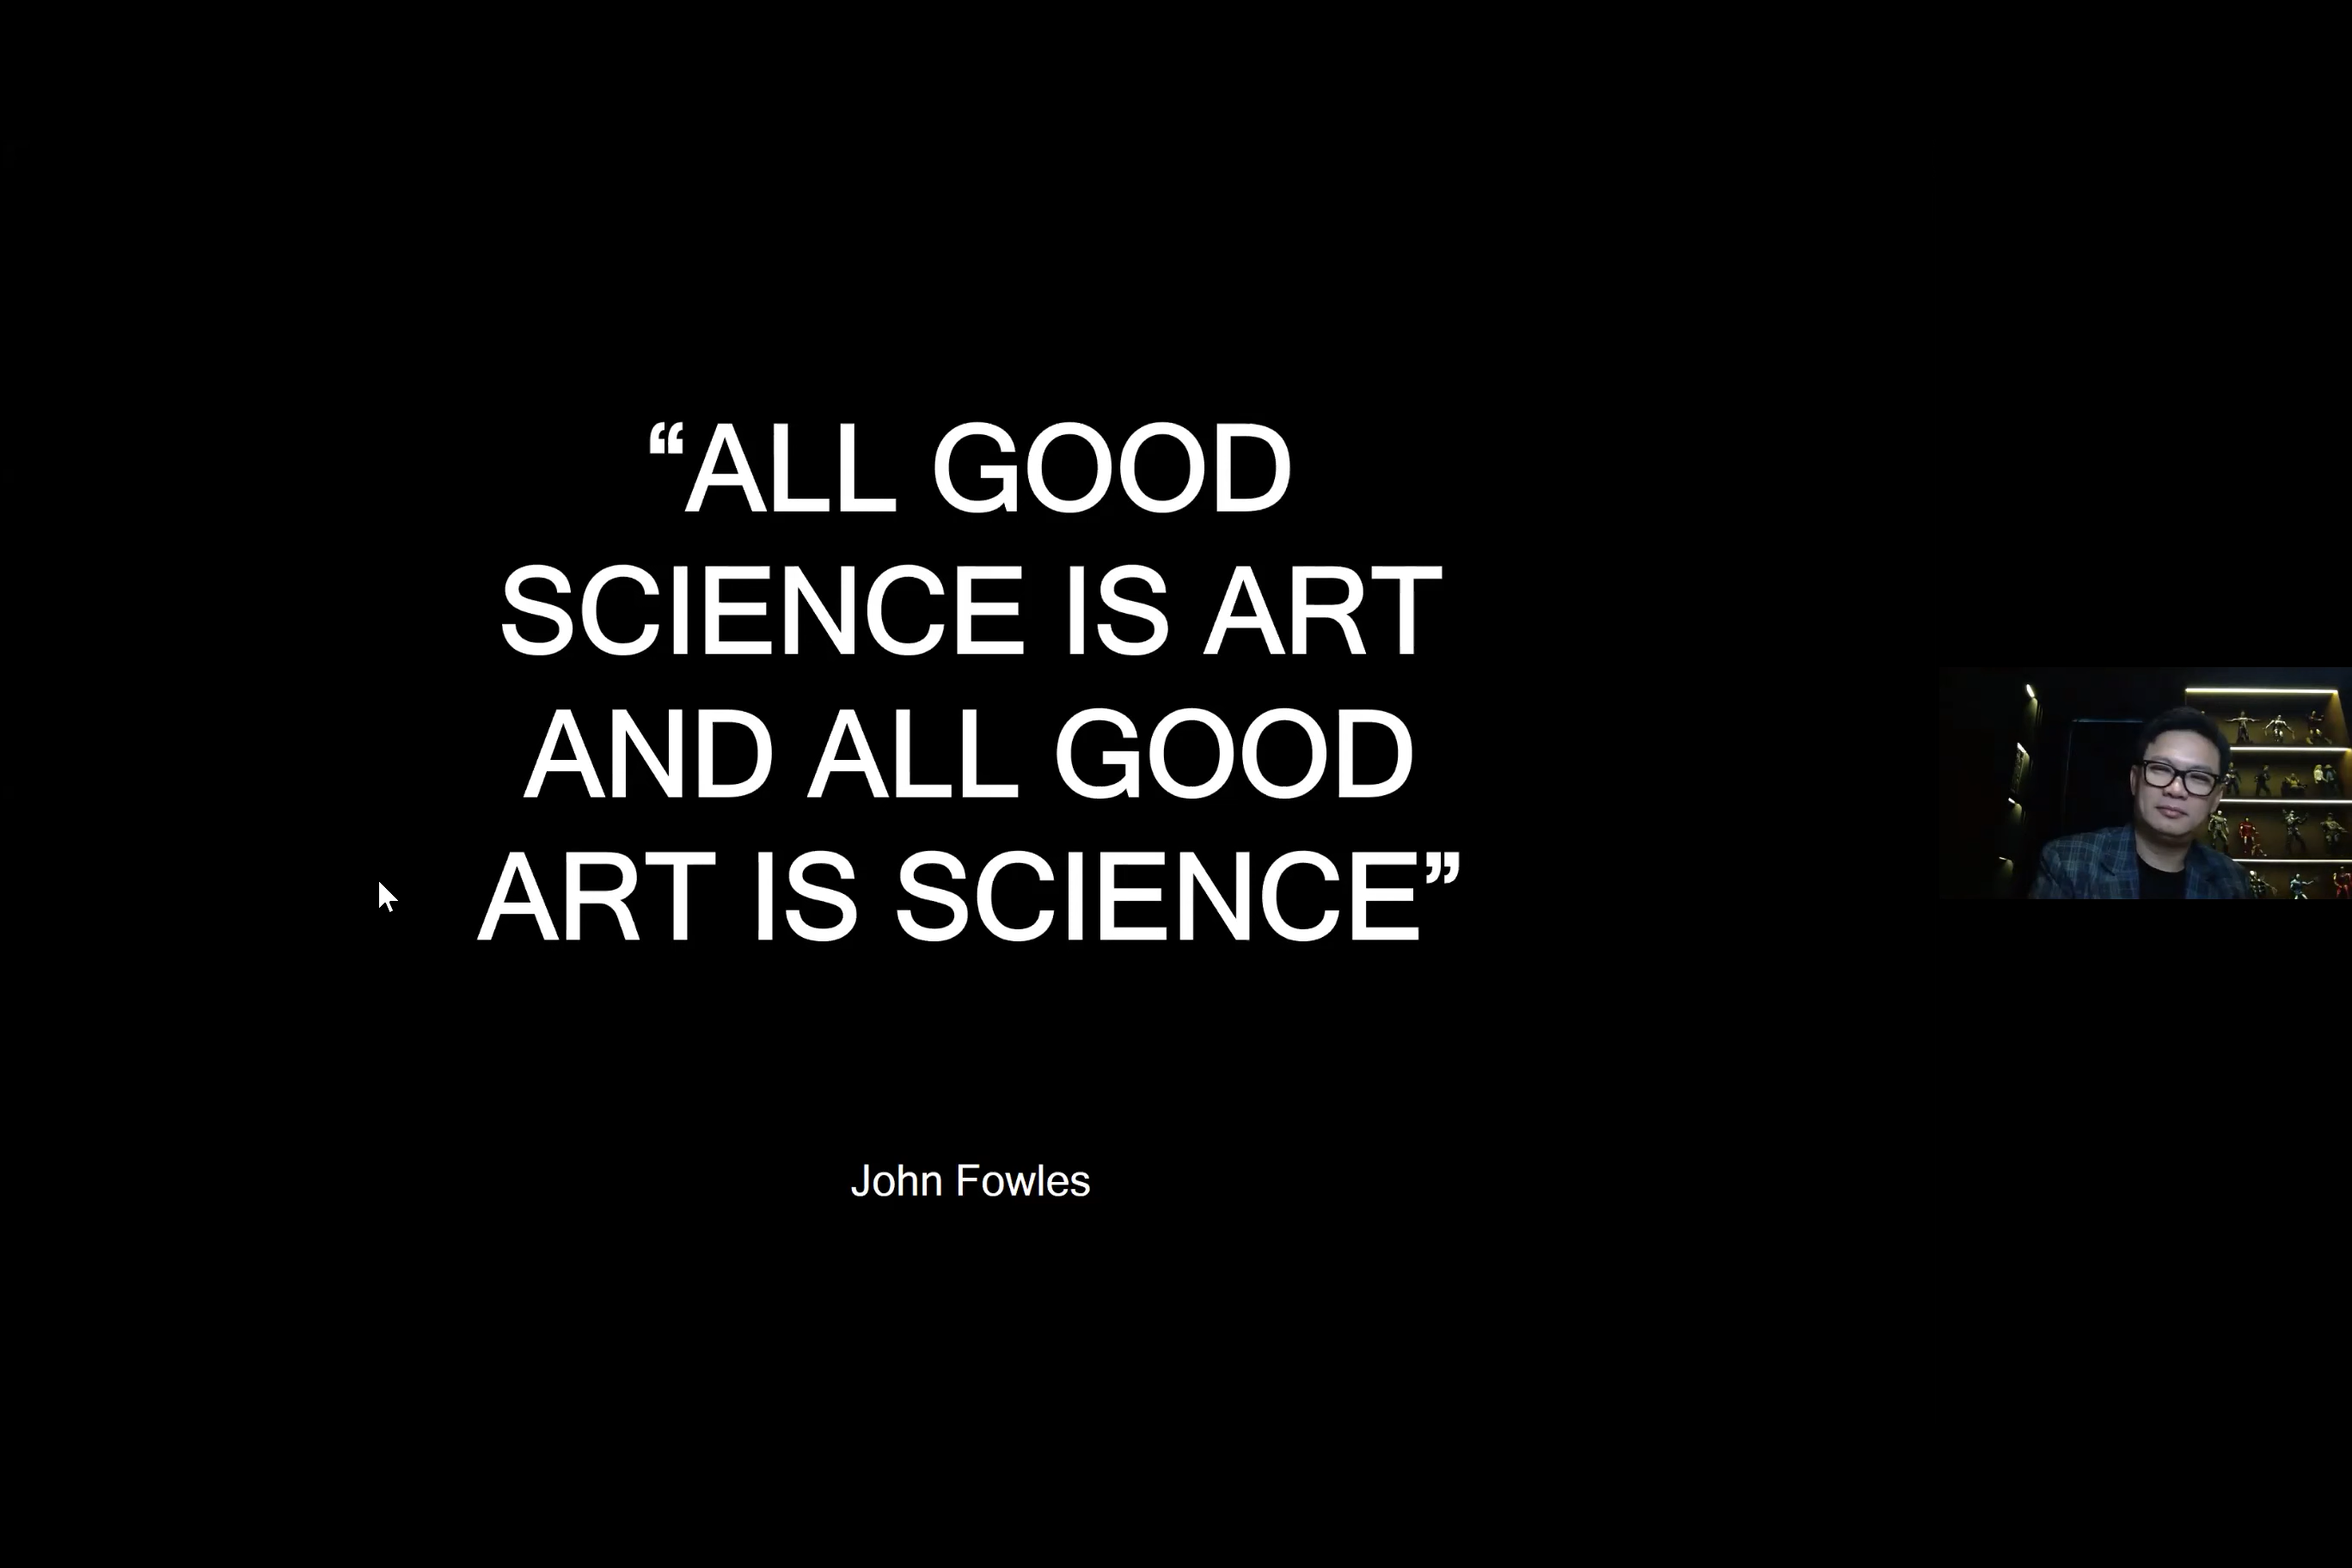 “ALL GOOD
SCIENCE IS ART
AND ALL GOOD
ART IS SCIENCE”
John Fowles